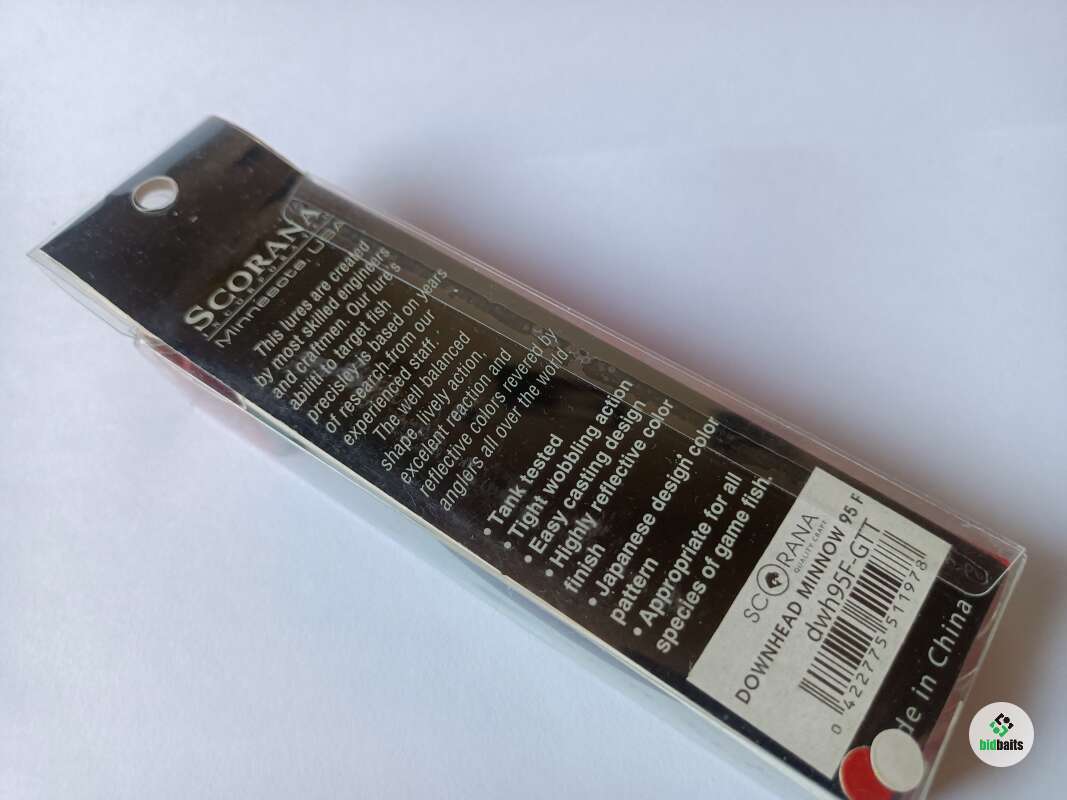 SCORANA
Minnesota, USA
This lures are created
by most skilled engineers
and craftmen. Our lure's
abiliti to target fish
precisley is based on years
of research from our
experienced staff.
The well balanced
shape, lively action,
excelent reaction and
reflective colors revered by
anglers all over the world.
• Tank tested
• Tight wobbling action
• Easy casting design
• Highly reflective color
finish
• Japanese design color
pattern
• Appropriate for all
species of game fish.
SCORANA
QUALITY CRAFT
DOWNHEAD MINNOW 95 F
dwh95F-GTT
0 422775 511978
de in China
bidbaits